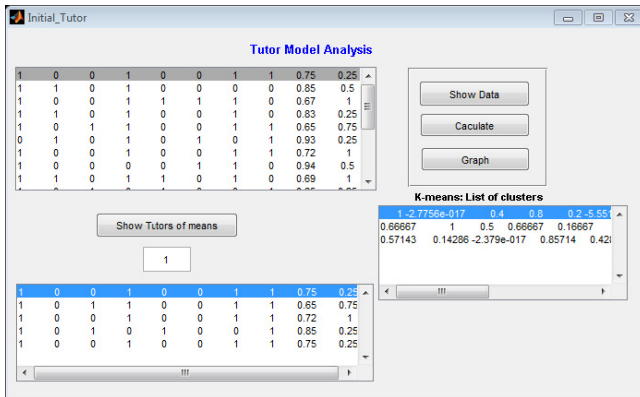 Initial_Tutor
Tutor Model Analysis
1 0 0 1 0 0 1 1 0.75 0.25
1 1 0 1 0 0 0 0 0.85 0.5
1 0 0 1 1 1 1 0 0.67 1
1 1 0 1 0 0 1 1 0.83 0.25
1 0 1 1 0 0 1 1 0.65 0.75
0 1 0 1 0 1 0 1 0.93 0.25
1 0 0 1 0 0 1 1 0.72 1
1 0 0 0 0 1 1 0 0.94 0.5
1 0 1 1 0 1 0 1 0.69 1
Show Data
Caculate
Graph
K-means: List of clusters
1 -2.7756e-017 0.4 0.8 0.2 -5.551
0.66667 1 0.5 0.66667 0.16667
0.57143 0.14286 -2.379e-017 0.85714 0.428
Show Tutors of means
1
1 0 0 1 0 0 1 1 0.75 0.25
1 0 1 1 0 0 1 1 0.65 0.75
1 0 0 1 0 0 1 1 0.72 1
1 0 1 0 1 0 0 1 0.85 0.25
1 0 0 1 0 0 1 1 0.75 0.25